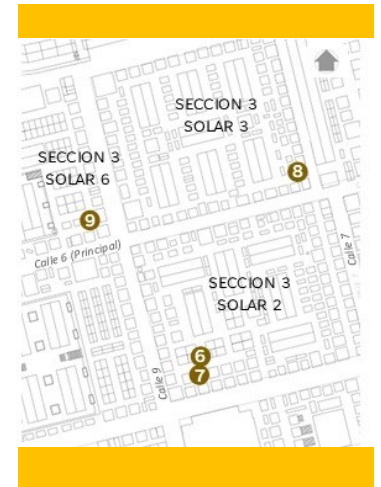 SECCION 3
SOLAR 3
SECCION 3
SOLAR 6
8
9
Calle 6 (Principal)
Calle 7
SECCION 3
SOLAR 2
6
7
Calle 9